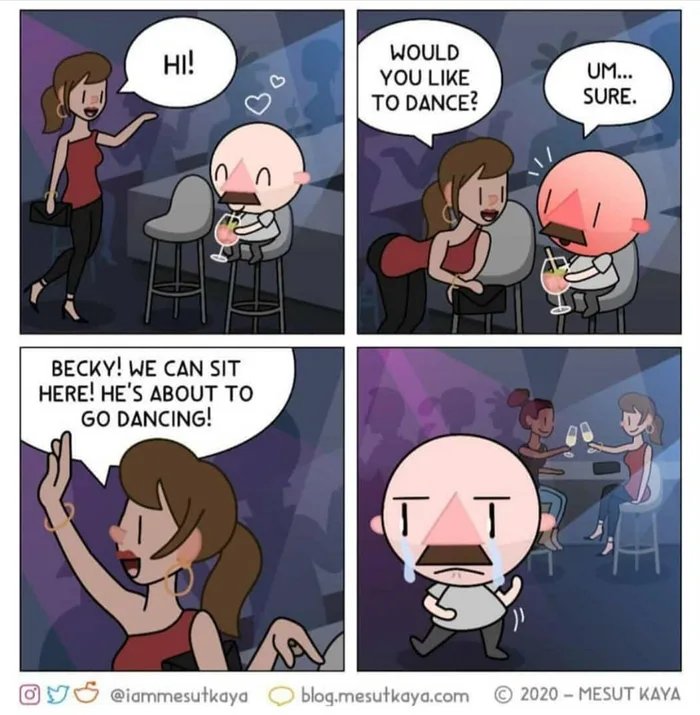 HI!
WOULD
YOU LIKE
TO DANCE?
UM...
SURE.
BECKY! WE CAN SIT
HERE! HE'S ABOUT TO
GO DANCING!
@iammesutkaya blog.mesutkaya.com © 2020 – MESUT KAYA